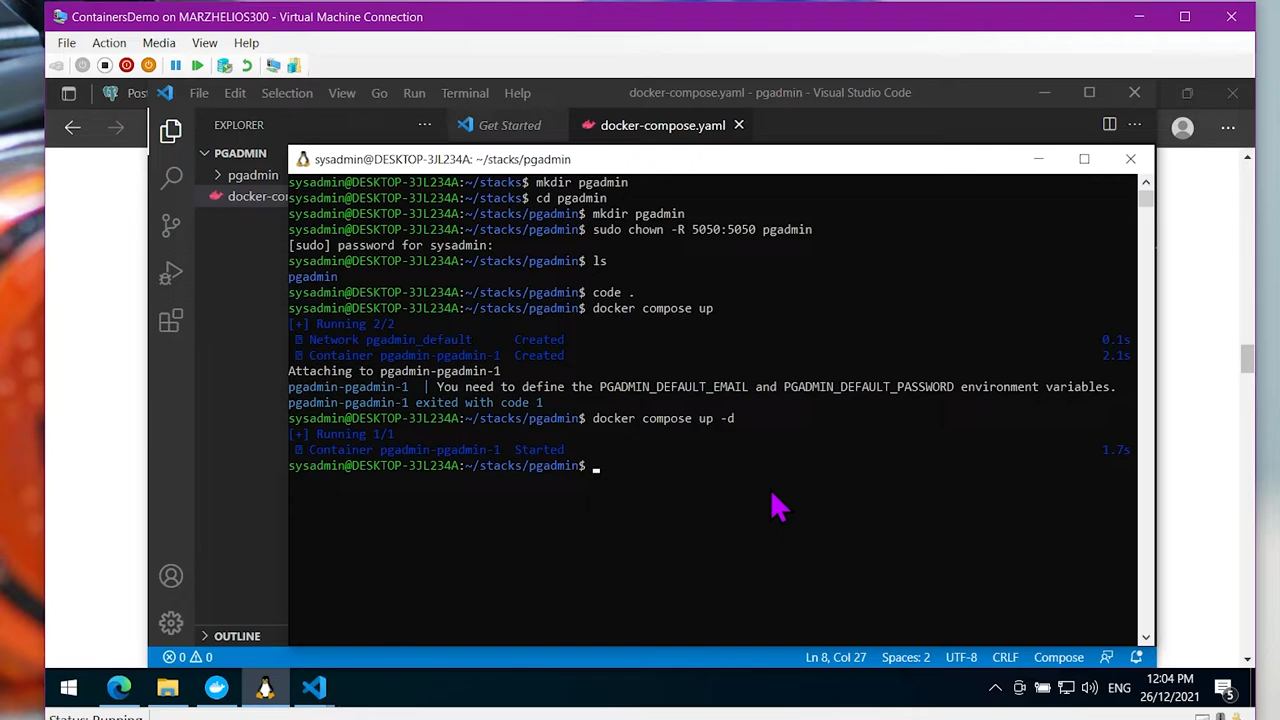 ContainersDemo on MARZHELIOS300 - Virtual Machine Connection
File Action Media View Help
Pos File Edit Selection View Go Run Terminal Help docker-compose.yaml - pgadmin - Visual Studio Code
EXPLORER ··· Get Started docker-compose.yaml
PGADMIN
pgadmin
docker-co
sysadmin@DESKTOP-3JL234A: ~/stacks/pgadmin
sysadmin@DESKTOP-3JL234A:~/stacks$ mkdir pgadmin
sysadmin@DESKTOP-3JL234A:~/stacks$ cd pgadmin
sysadmin@DESKTOP-3JL234A:~/stacks/pgadmin$ mkdir pgadmin
sysadmin@DESKTOP-3JL234A:~/stacks/pgadmin$ sudo chown -R 5050:5050 pgadmin
[sudo] password for sysadmin:
sysadmin@DESKTOP-3JL234A:~/stacks/pgadmin$ ls
pgadmin
sysadmin@DESKTOP-3JL234A:~/stacks/pgadmin$ code .
sysadmin@DESKTOP-3JL234A:~/stacks/pgadmin$ docker compose up
[+] Running 2/2
Network pgadmin_default Created 0.1s
Container pgadmin-pgadmin-1 Created 2.1s
Attaching to pgadmin-pgadmin-1
pgadmin-pgadmin-1 | You need to define the PGADMIN_DEFAULT_EMAIL and PGADMIN_DEFAULT_PASSWORD environment variables.
pgadmin-pgadmin-1 exited with code 1
sysadmin@DESKTOP-3JL234A:~/stacks/pgadmin$ docker compose up -d
[+] Running 1/1
Container pgadmin-pgadmin-1 Started 1.7s
sysadmin@DESKTOP-3JL234A:~/stacks/pgadmin$
OUTLINE
0 0 Ln 8, Col 27 Spaces: 2 UTF-8 CRLF Compose
12:04 PM
ENG
26/12/2021
5
Status: Running